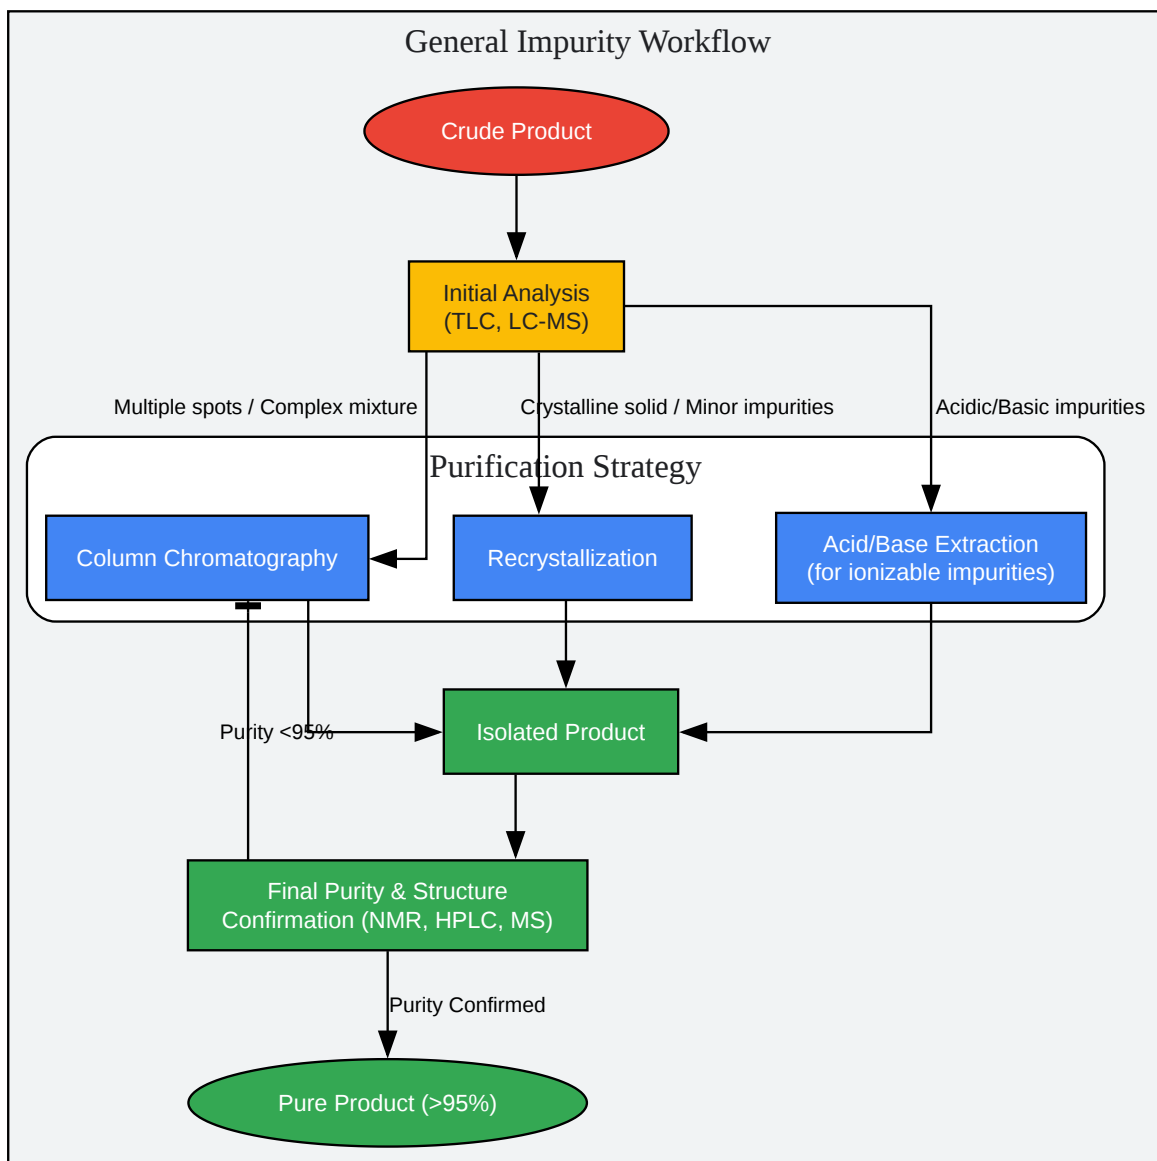 General Impurity Workflow
Crude Product
Initial Analysis
(TLC, LC-MS)
Multiple spots / Complex mixture
Crystalline solid / Minor impurities
Acidic/Basic impurities
Purification Strategy
Column Chromatography
Recrystallization
Acid/Base Extraction
(for ionizable impurities)
Purity <95%
Isolated Product
Final Purity & Structure
Confirmation (NMR, HPLC, MS)
Purity Confirmed
Pure Product (>95%)